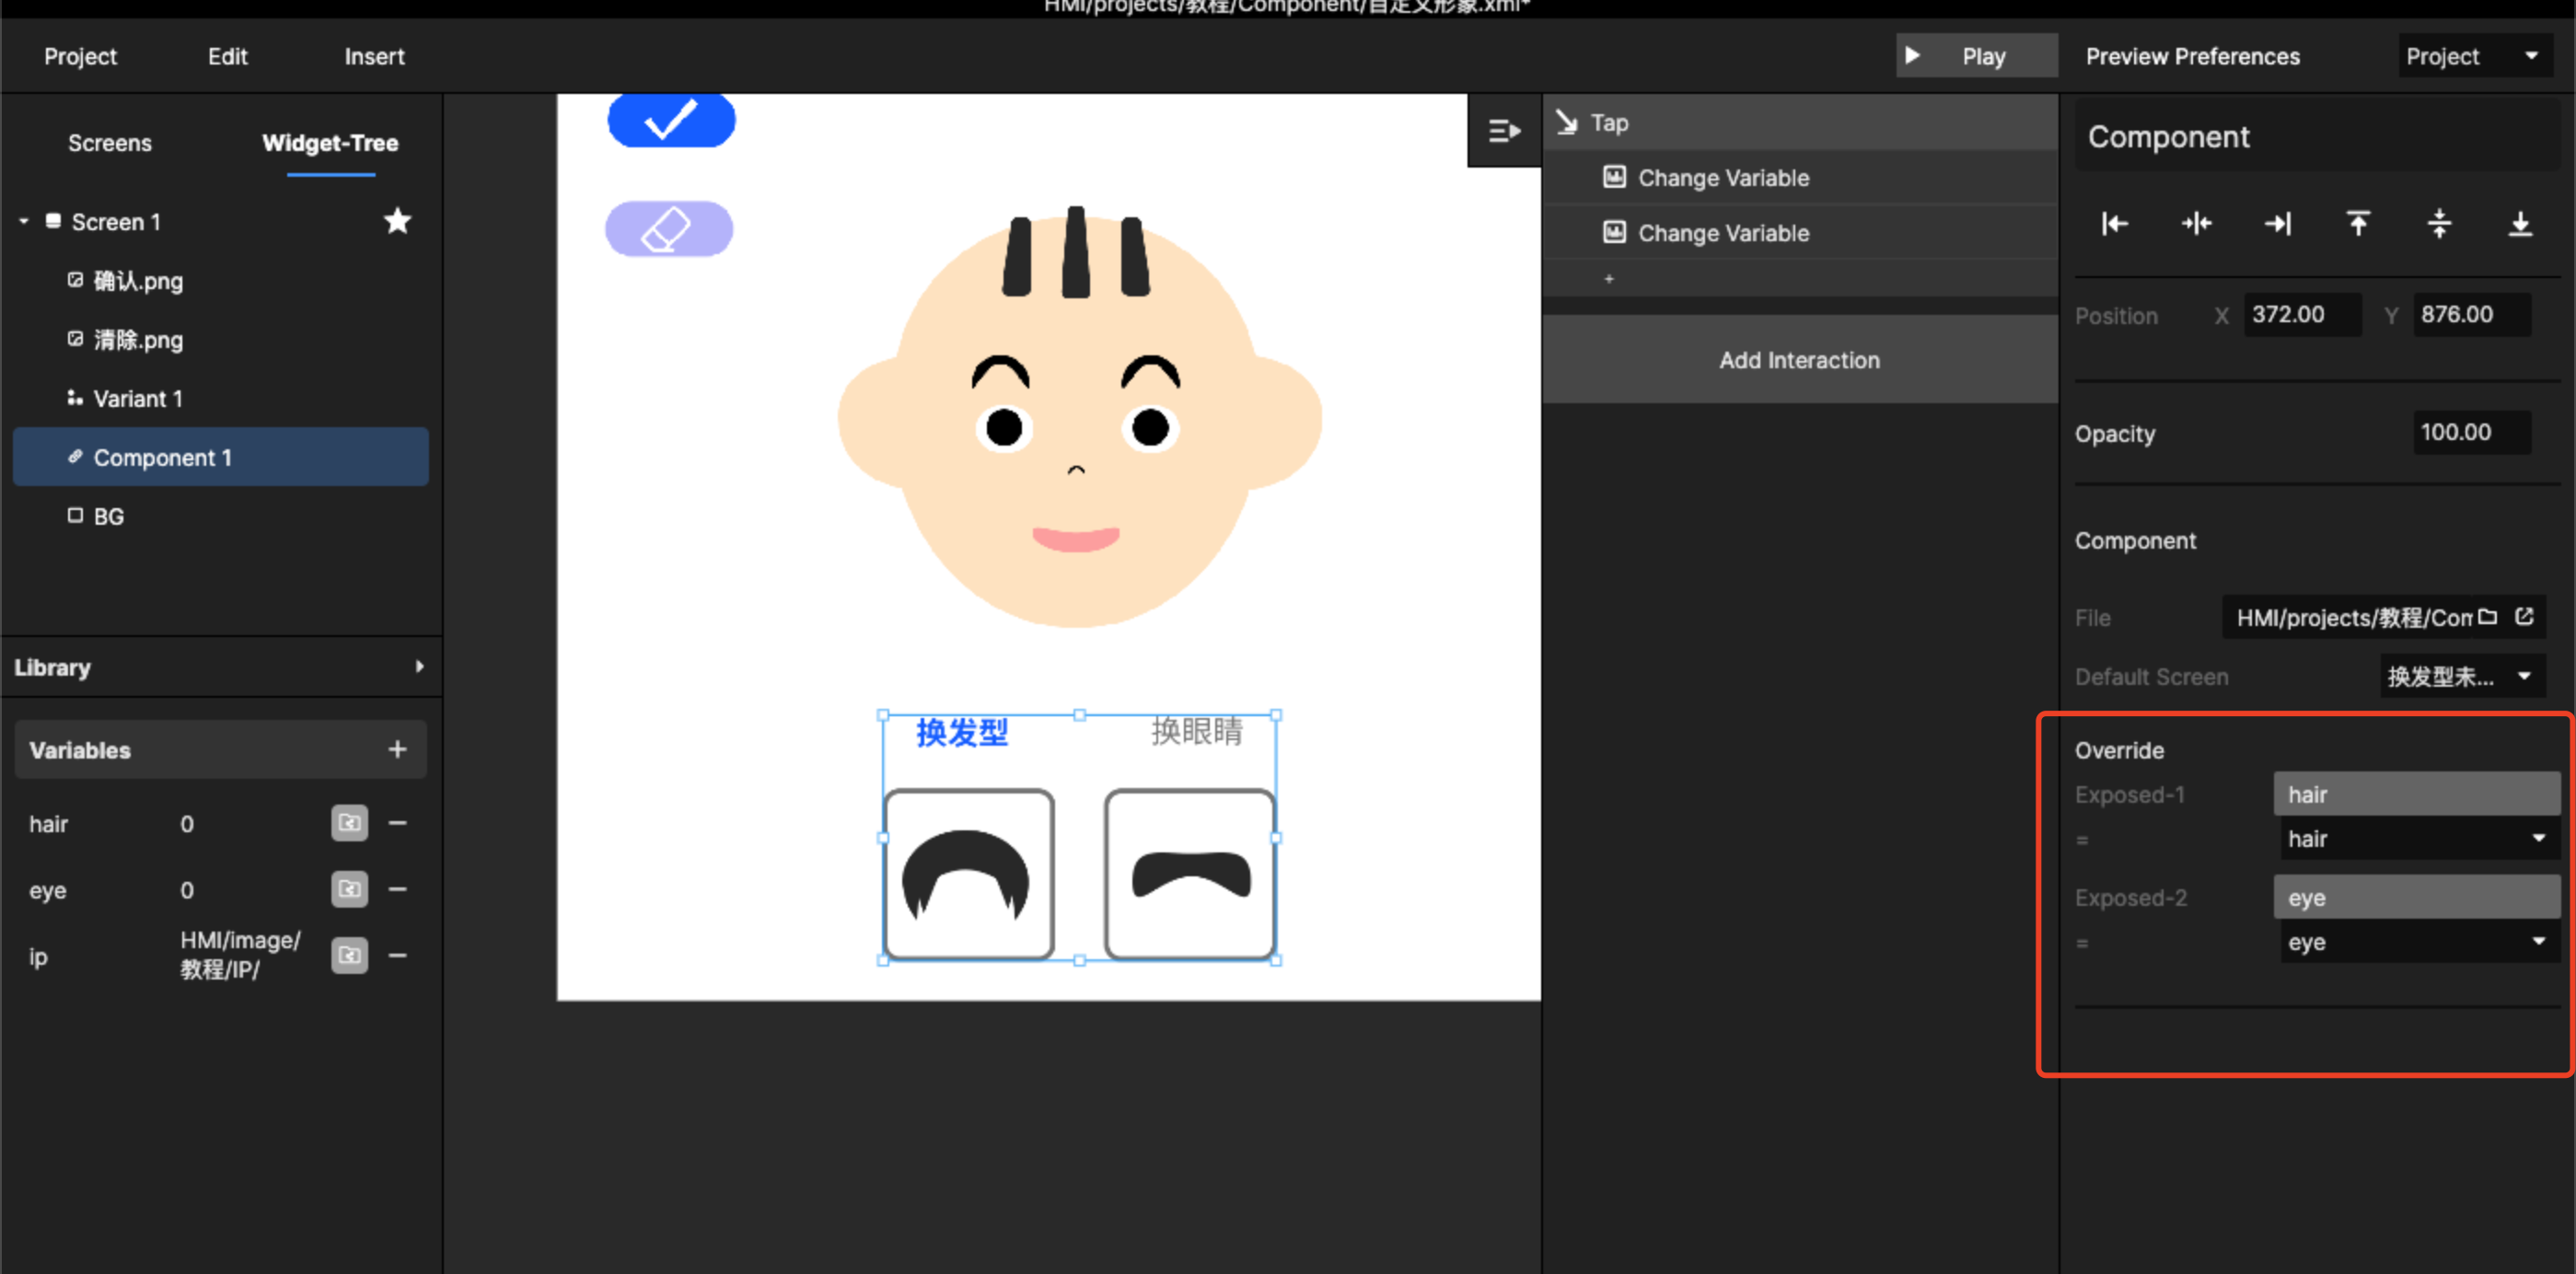 HMI/projects/教程/Component/自定义形象.xml*
Project
Edit
Insert
Play
Preview Preferences
Project
Screens
Widget-Tree
Screen 1
确认.png
清除.png
Variant 1
Component 1
BG
Library
Variables
hair
0
eye
0
ip
HMI/image/
教程/IP/
换发型
换眼睛
Tap
Change Variable
Change Variable
Add Interaction
Component
Position
X
372.00
Y
876.00
Opacity
100.00
Component
File
HMI/projects/教程/Com
Default Screen
换发型未...
Override
Exposed-1
hair
=
hair
Exposed-2
eye
=
eye